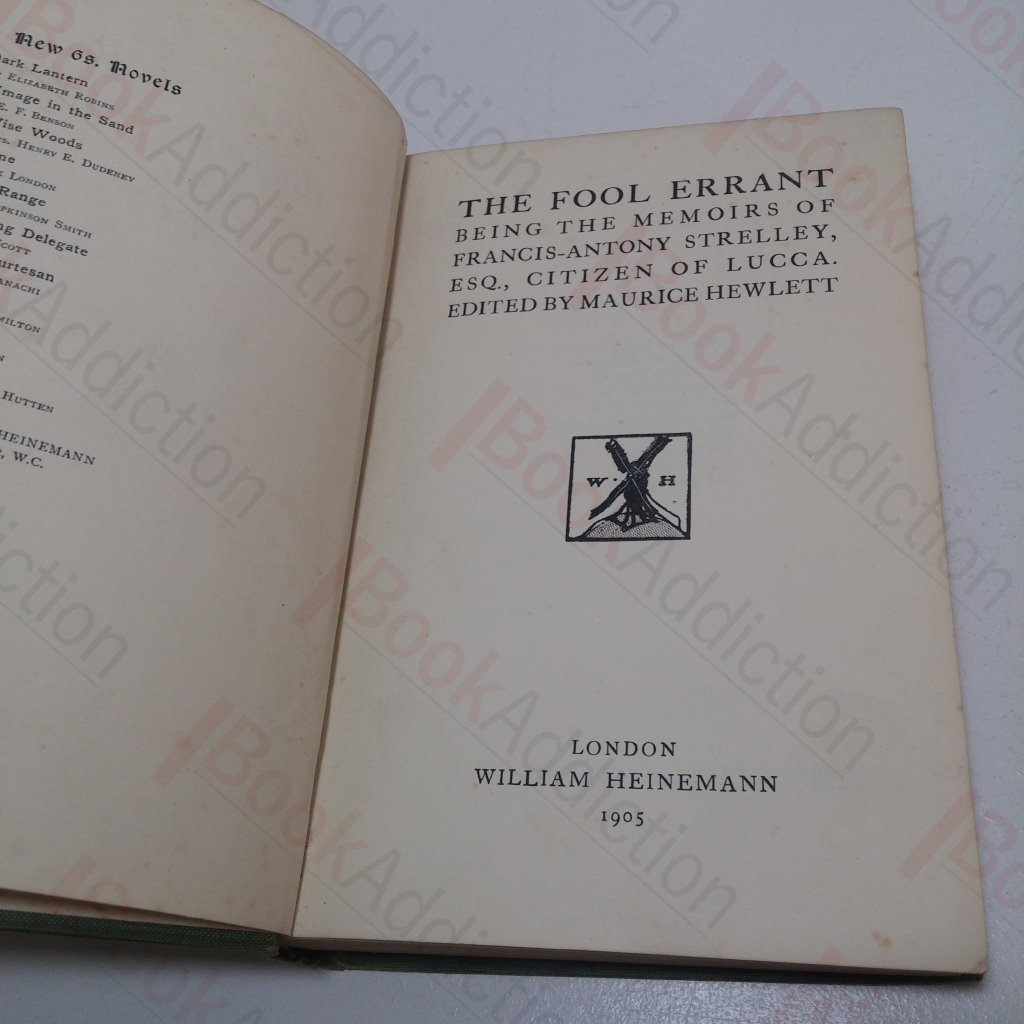 New 6s. Novels
Dark Lantern
ELIZABETH ROBINS
Image in the Sand
E. F. BENSON
Wise Woods
HENRY E. DUDENEY
LONDON
Range
HOPKINSON SMITH
Delegate
THE FOOL ERRANT
BEING THE MEMOIRS OF
FRANCIS-ANTONY STRELLEY,
ESQ., CITIZEN OF LUCCA.
EDITED BY MAURICE HEWLETT
W · H
LONDON
WILLIAM HEINEMANN
1905
HUTTEN
HEINEMANN
W.C.
BookAddiction